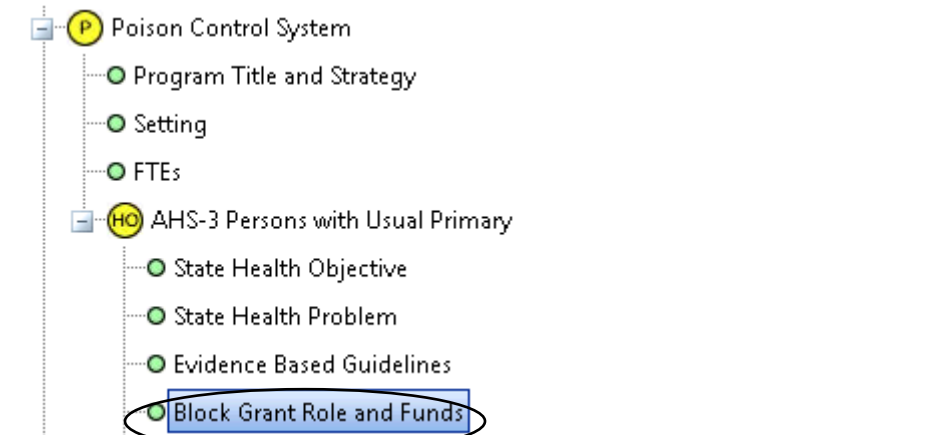 P Poison Control System
Program Title and Strategy
Setting
FTEs
HO AHS-3 Persons with Usual Primary
State Health Objective
State Health Problem
Evidence Based Guidelines
Block Grant Role and Funds